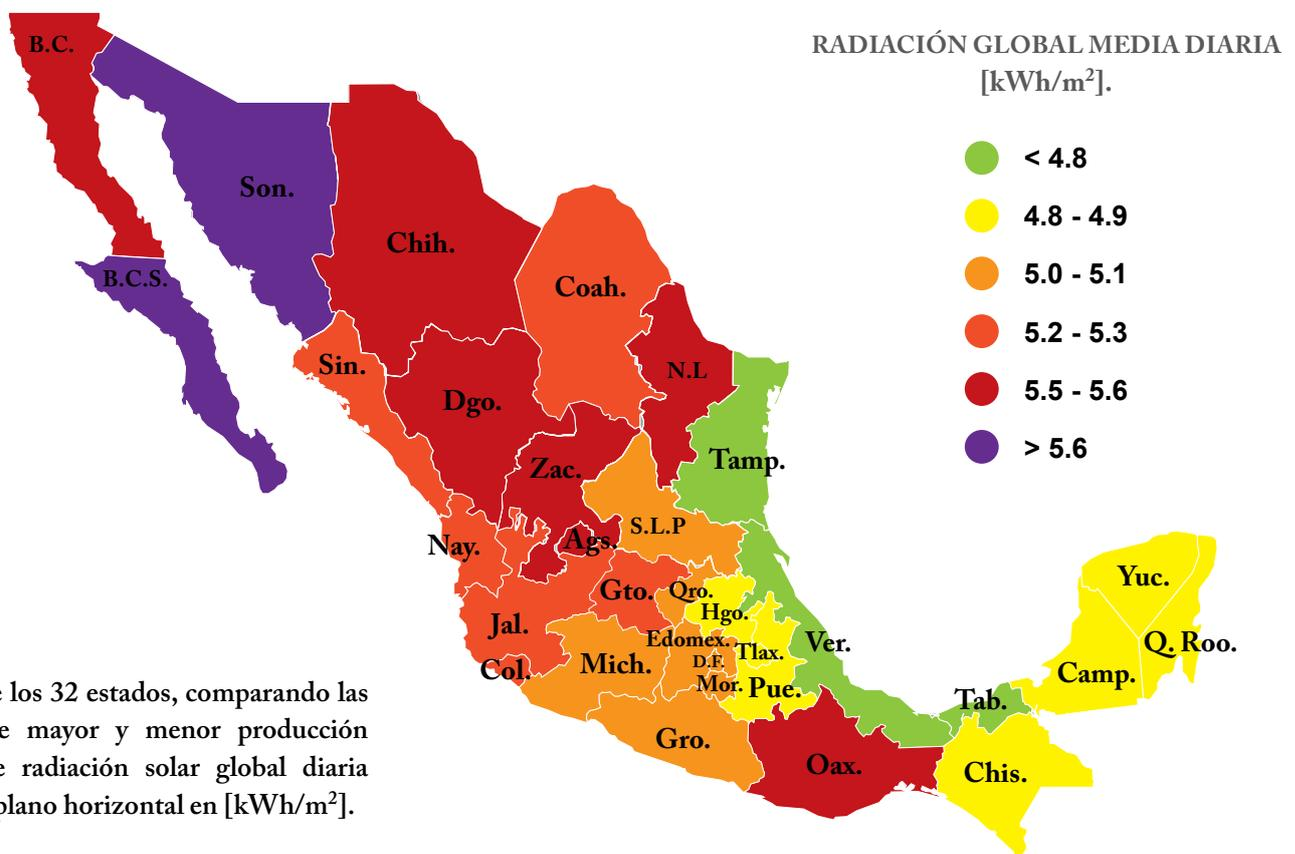 RADIACIÓN GLOBAL MEDIA DIARIA
[kWh/m²].
< 4.8
4.8 - 4.9
5.0 - 5.1
5.2 - 5.3
5.5 - 5.6
> 5.6
B.C.
Son.
Chih.
B.C.S.
Coah.
Sin.
N.L
Dgo.
Tamp.
Zac.
S.L.P
Ags.
Nay.
Yuc.
Gto.
Qro.
Hgo.
Jal.
Edomex.
Ver.
Q. Roo.
Tlax.
D.F.
Mich.
Col.
Mor.
Pue.
Camp.
Tab.
Gro.
Oax.
Chis.
los 32 estados, comparando las
mayor y menor producción
radiación solar global diaria
plano horizontal en [kWh/m²].